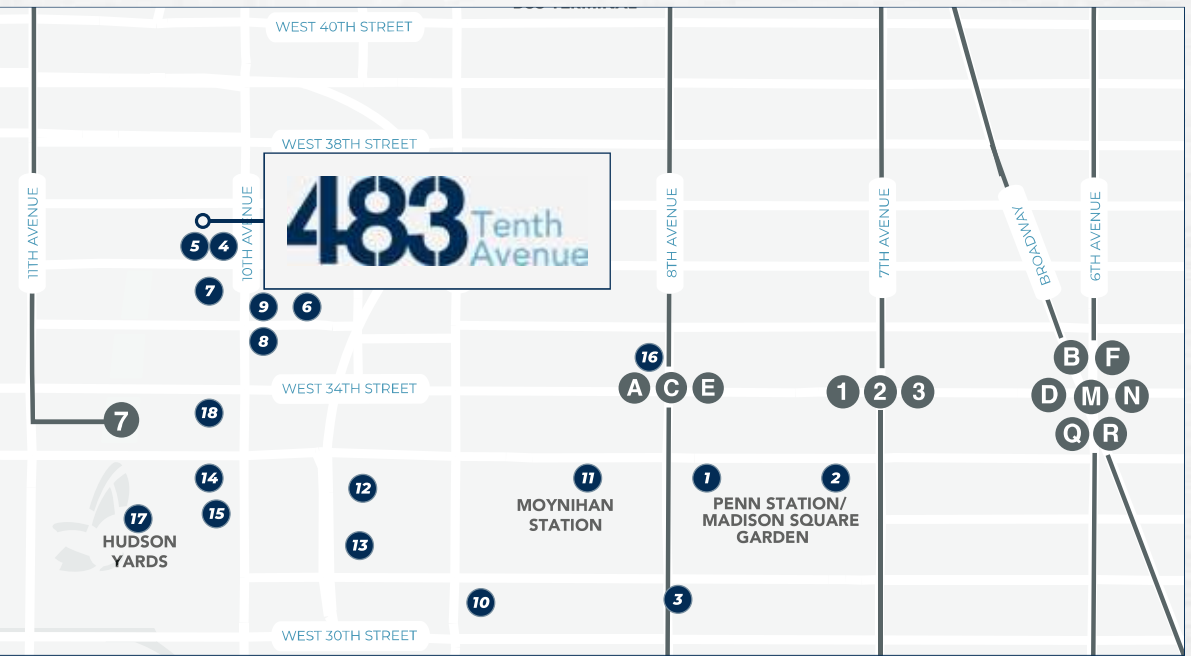 WEST 40TH STREET
WEST 38TH STREET
483 Tenth
Avenue
11TH AVENUE
10TH AVENUE
8TH AVENUE
7TH AVENUE
BROADWAY
6TH AVENUE
5 4
7
9 6
8
16
A C E
1 2 3
B F
D M N
Q R
WEST 34TH STREET
7
18
14
15
17
HUDSON
YARDS
12
13
11
MOYNIHAN
STATION
1
2
PENN STATION/
MADISON SQUARE
GARDEN
10
3
WEST 30TH STREET